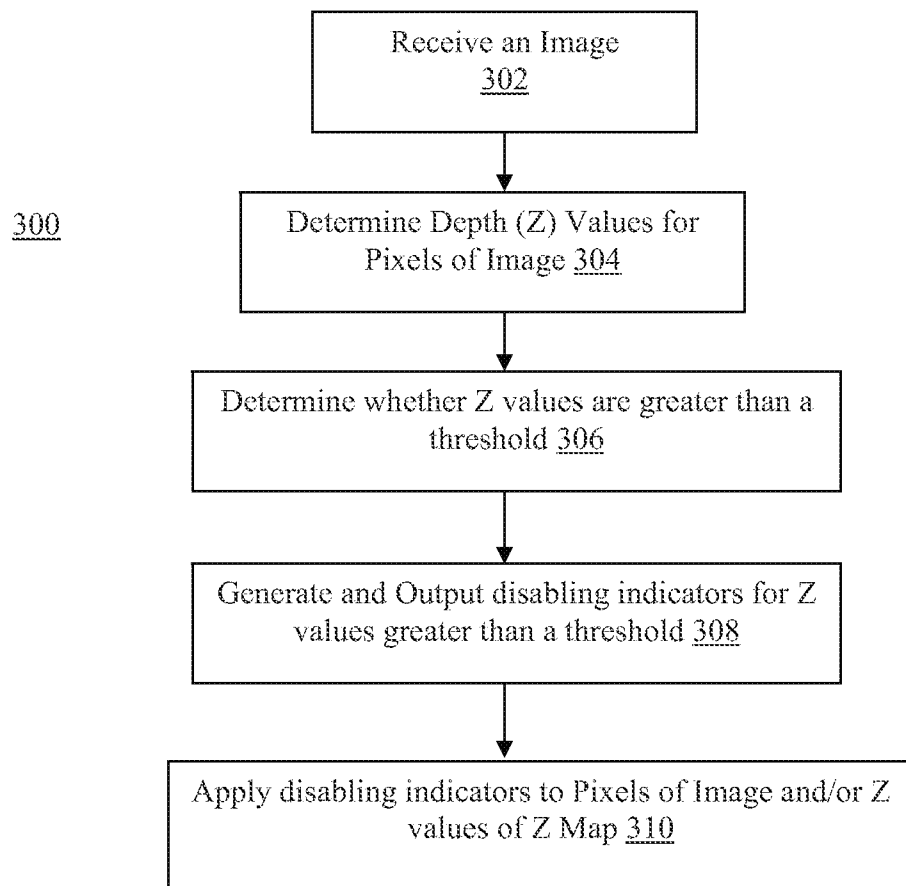 Receive an Image
302
300
Determine Depth (Z) Values for
Pixels of Image 304
Determine whether Z values are greater than a
threshold 306
Generate and Output disabling indicators for Z
values greater than a threshold 308
Apply disabling indicators to Pixels of Image and/or Z
values of Z Map 310